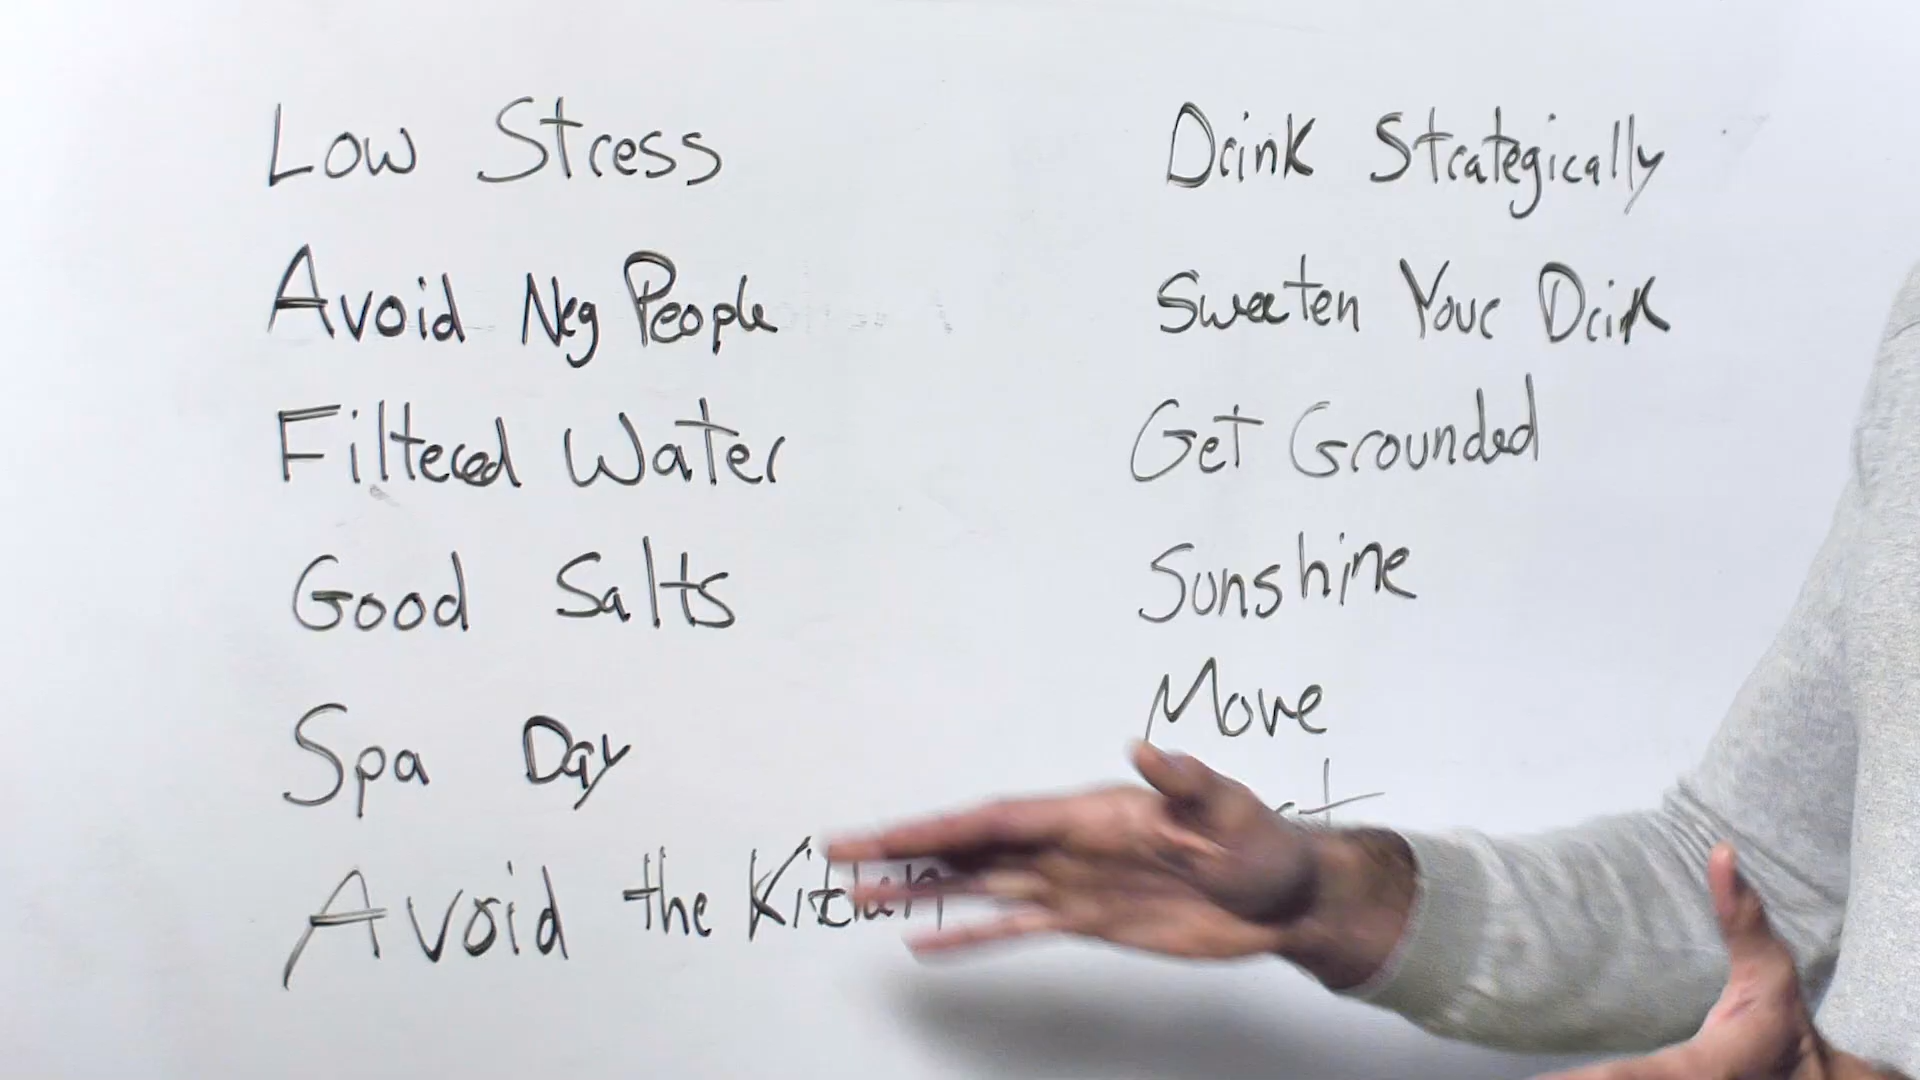 Low Stress
Avoid Neg People
Filtered Water
Good Salts
Spa Day
Avoid the Kitchen
Drink Strategically
Sweeten Your Drink
Get Grounded
Sunshine
Move